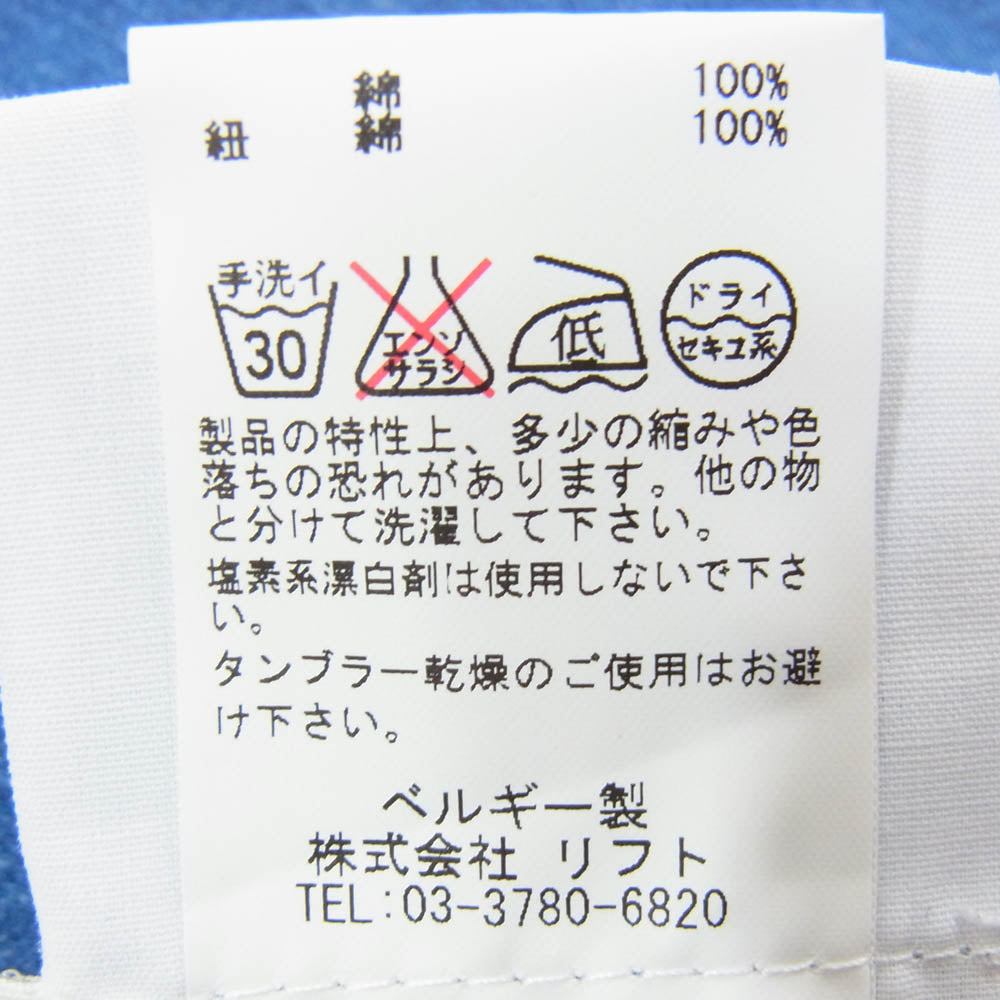 綿 100%
紐 綿 100%
手洗イ
30
エンソ
サラシ
低
ドライ
セキユ系
製品の特性上、多少の縮みや色
落ちの恐れがあります。他の物
と分けて洗濯して下さい。
塩素系漂白剤は使用しないで下さ
い。
タンブラー乾燥のご使用はお避
け下さい。
ベルギー製
株式会社 リフト
TEL:03-3780-6820